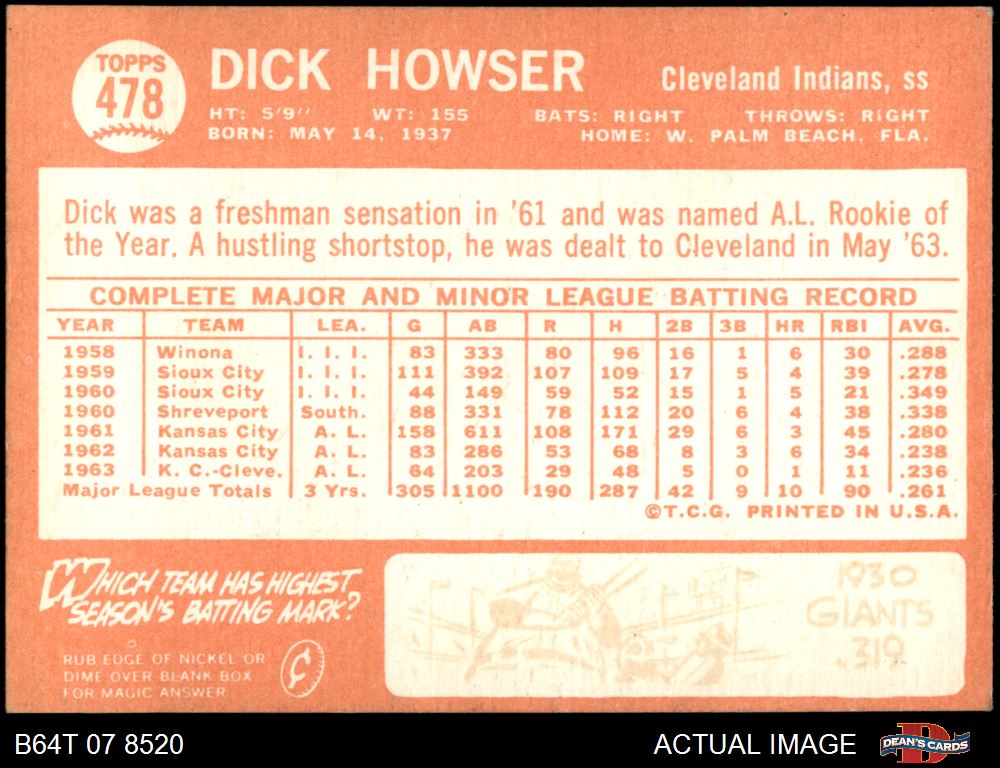 TOPPS
478
DICK HOWSER
Cleveland Indians, ss
HT: 5'9" WT: 155 BATS: RIGHT THROWS: RIGHT
BORN: MAY 14, 1937 HOME: W. PALM BEACH, FLA.
Dick was a freshman sensation in '61 and was named A.L. Rookie of
the Year. A hustling shortstop, he was dealt to Cleveland in May '63.
COMPLETE MAJOR AND MINOR LEAGUE BATTING RECORD
YEAR TEAM LEA. G AB R H 2B 3B HR RBI AVG.
1958 Winona I. I. I. 83 333 80 96 16 1 6 30 .288
1959 Sioux City I. I. I. 111 392 107 109 17 5 4 39 .278
1960 Sioux City I. I. I. 44 149 59 52 15 1 5 21 .349
1960 Shreveport South. 88 331 78 112 20 6 4 38 .338
1961 Kansas City A. L. 158 611 108 171 29 6 3 45 .280
1962 Kansas City A. L. 83 286 53 68 8 3 6 34 .238
1963 K. C.-Cleve. A. L. 64 203 29 48 5 0 1 11 .236
Major League Totals 3 Yrs. 305 1100 190 287 42 9 10 90 .261
©T.C.G. PRINTED IN U.S.A.
WHICH TEAM HAS HIGHEST
SEASON'S BATTING MARK?
RUB EDGE OF NICKEL OR
DIME OVER BLANK BOX
FOR MAGIC ANSWER
¢
1930
GIANTS
.319
B64T 07 8520
ACTUAL IMAGE
DEAN'S CARDS